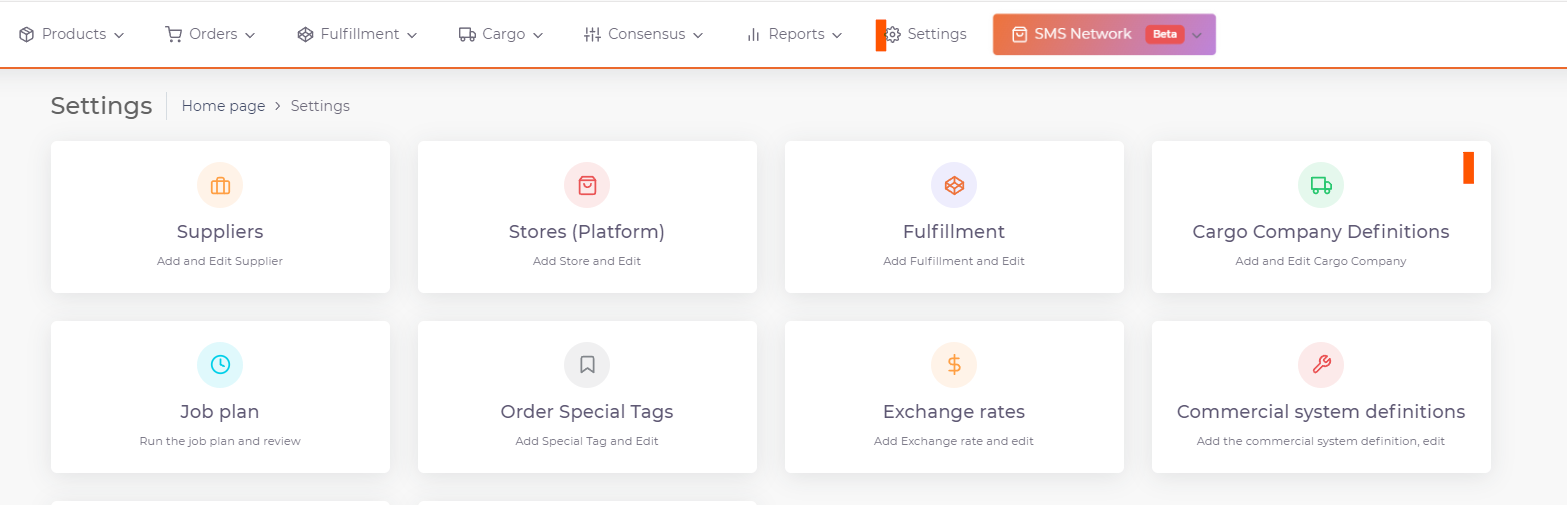 Products Orders Fulfillment Cargo Consensus Reports Settings SMS Network Beta
Settings Home page > Settings
Suppliers
Add and Edit Supplier
Stores (Platform)
Add Store and Edit
Fulfillment
Add Fulfillment and Edit
Cargo Company Definitions
Add and Edit Cargo Company
Job plan
Run the job plan and review
Order Special Tags
Add Special Tag and Edit
Exchange rates
Add Exchange rate and edit
Commercial system definitions
Add the commercial system definition, edit